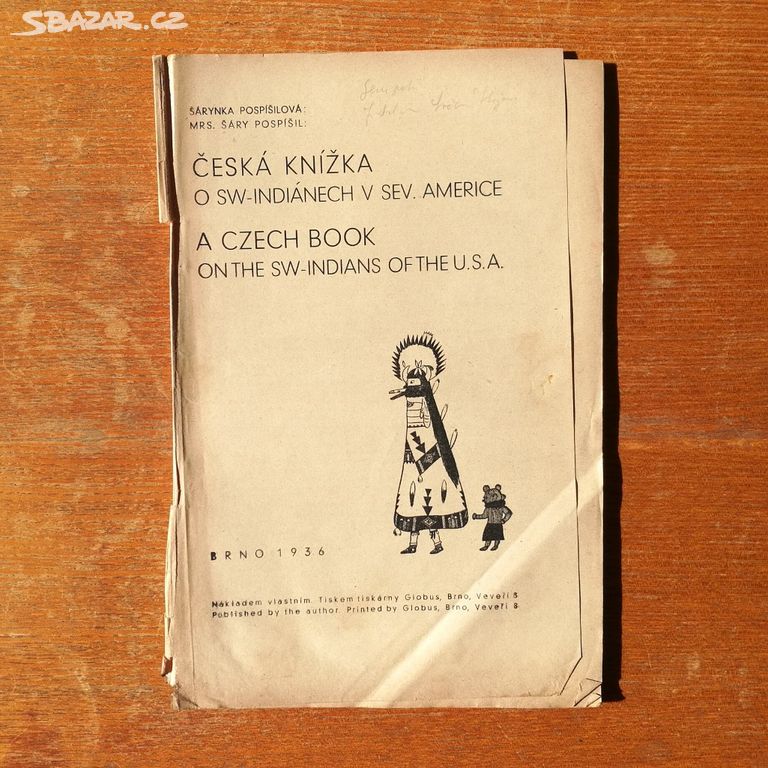 SBAZAR.CZ
ŠÁRYNKA POSPÍŠILOVÁ:
MRS. ŠÁRY POSPÍŠIL:
ČESKÁ KNÍŽKA
O SW-INDIÁNECH V SEV. AMERICE
A CZECH BOOK
ON THE SW-INDIANS OF THE U.S.A.
BRNO 1936
Nákladem vlastním. Tiskem tiskárny Globus, Brno, Veveří 8
Published by the author. Printed by Globus, Brno, Veveří 8